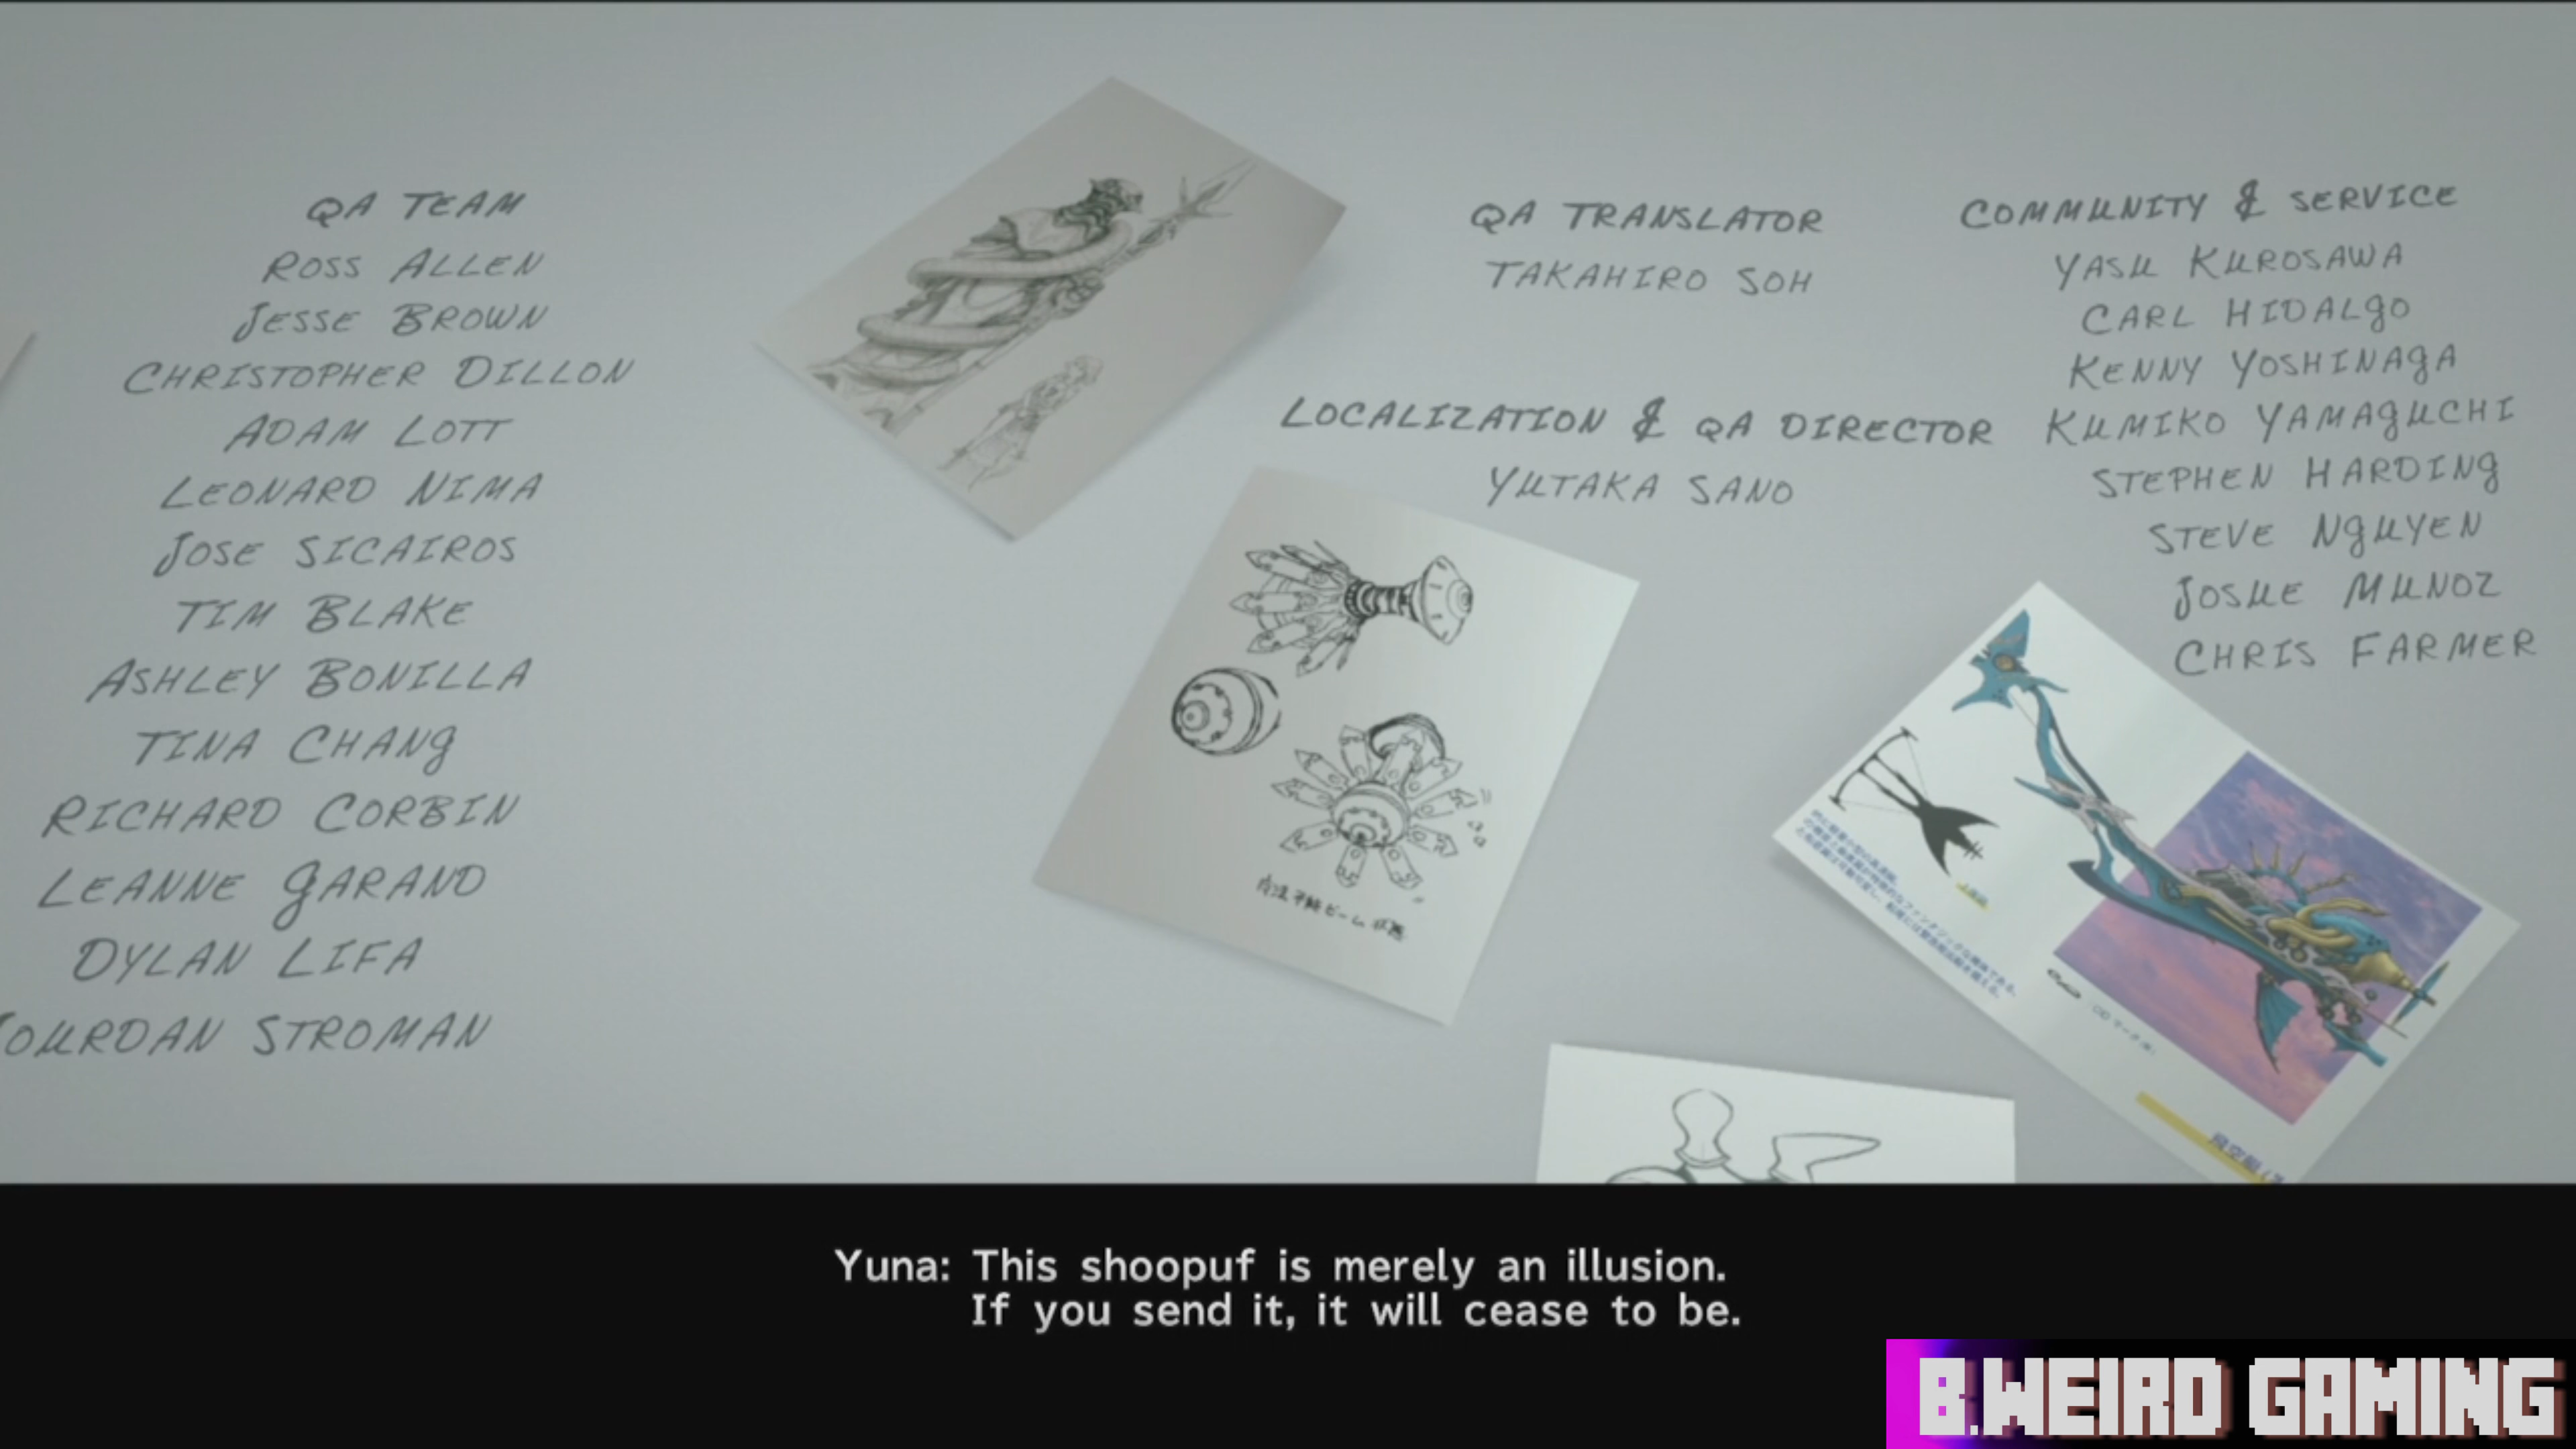 QA TEAM
ROSS ALLEN
JESSE BROWN
CHRISTOPHER DILLON
ADAM LOTT
LEONARD NIMA
JOSE SICAIROS
TIM BLAKE
ASHLEY BONILLA
TINA CHANG
RICHARD CORBIN
LEANNE GARAND
DYLAN LIFA
JOURDAN STROMAN
QA TRANSLATOR
TAKAHIRO SOH
LOCALIZATION & QA DIRECTOR
YUTAKA SANO
COMMUNITY & SERVICE
YASU KUROSAWA
CARL HIDALGO
KENNY YOSHINAGA
KUMIKO YAMAGUCHI
STEPHEN HARDING
STEVE NGUYEN
JOSUE MUNOZ
CHRIS FARMER
Yuna: This shoopuf is merely an illusion.
If you send it, it will cease to be.
B.WEIRD GAMING